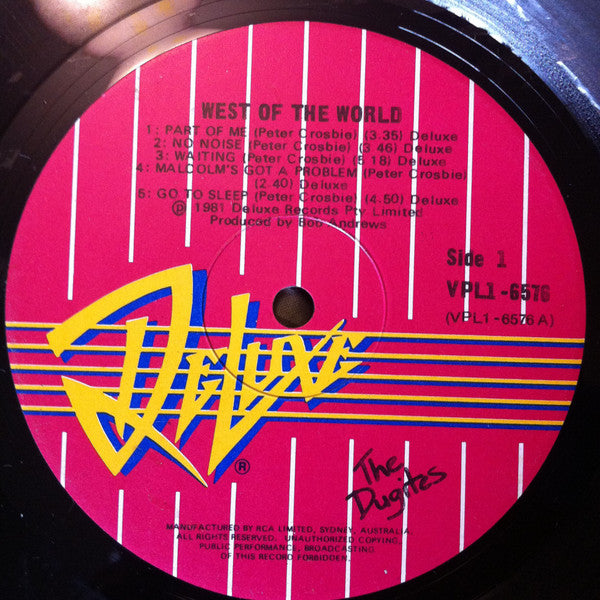 WEST OF THE WORLD
1: PART OF ME (Peter Crosbie) (3.35) Deluxe
2: NO NOISE (Peter Crosbie) (3 46) Deluxe
3: WAITING (Peter Crosbie) (5 18) Deluxe
4: MALCOLM'S GOT A PROBLEM (Peter Crosbie)
(2.40) Deluxe
5: GO TO SLEEP (Peter Crosbie) (4.50) Deluxe
℗ 1981 Deluxe Records Pty Limited
Produced by Bob Andrews
Side 1
VPL1-6576
(VPL1-6576A)
DELUXE
®
The
Dugites
MANUFACTURED BY RCA LIMITED, SYDNEY, AUSTRALIA.
ALL RIGHTS RESERVED. UNAUTHORIZED COPYING,
PUBLIC PERFORMANCE, BROADCASTING
OF THIS RECORD FORBIDDEN.